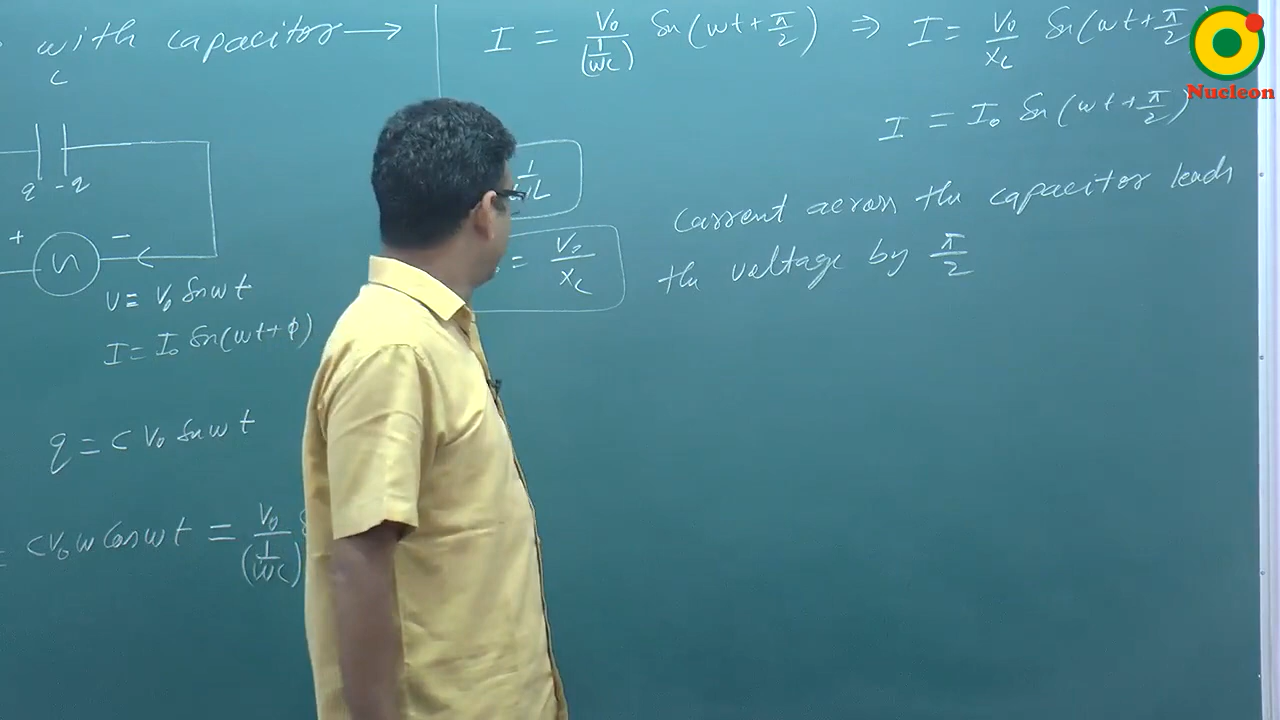 with capacitor →
c
q -q
+ -
V = V₀ Sin ωt
I = I₀ Sin(ωt+φ)
q = C V₀ Sin ωt
= CV₀ ω Cos ωt = V₀/(1/ωC)
I = V₀/(1/ωC) Sin(ωt+π/2) ⇒ I = V₀/X_c Sin(ωt+π/2)
I = I₀ Sin(ωt+π/2)
= V₀/X_c
Current across the capacitor leads
the voltage by π/2
Nucleon